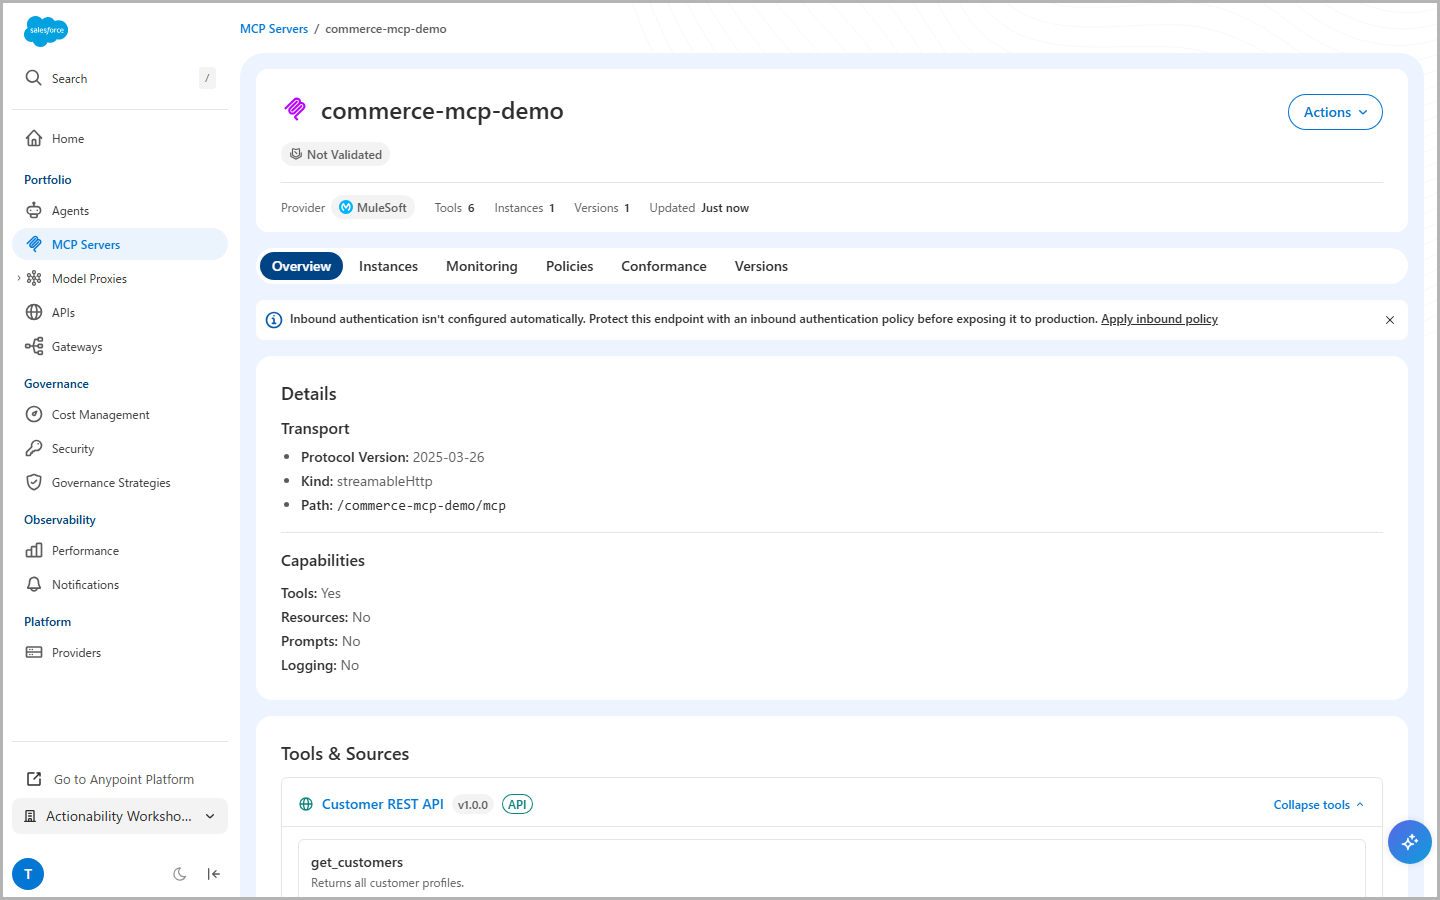 salesforce
MCP Servers / commerce-mcp-demo
Search /
Home
Portfolio
Agents
MCP Servers
Model Proxies
APIs
Gateways
Governance
Cost Management
Security
Governance Strategies
Observability
Performance
Notifications
Platform
Providers
Go to Anypoint Platform
Actionability Worksho...
T
commerce-mcp-demo
Actions
Not Validated
Provider MuleSoft Tools 6 Instances 1 Versions 1 Updated Just now
Overview Instances Monitoring Policies Conformance Versions
Inbound authentication isn't configured automatically. Protect this endpoint with an inbound authentication policy before exposing it to production. Apply inbound policy
Details
Transport
• Protocol Version: 2025-03-26
• Kind: streamableHttp
• Path: /commerce-mcp-demo/mcp
Capabilities
Tools: Yes
Resources: No
Prompts: No
Logging: No
Tools & Sources
Customer REST API v1.0.0 API Collapse tools
get_customers
Returns all customer profiles.